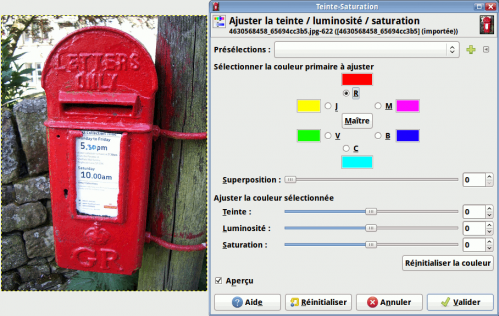 LETTERS
ONLY
5.30pm
Saturday
10.00am
GR
Teinte-Saturation
Ajuster la teinte / luminosité / saturation
4630568458_65694cc3b5.jpg-622 ([4630568458_65694cc3b5] (importée))
Présélections :
Sélectionner la couleur primaire à ajuster
R
J
M
Maître
V
B
C
Superposition : 0
Ajuster la couleur sélectionnée
Teinte : 0
Luminosité : 0
Saturation : 0
Réinitialiser la couleur
Aperçu
Aide Réinitialiser Annuler Valider